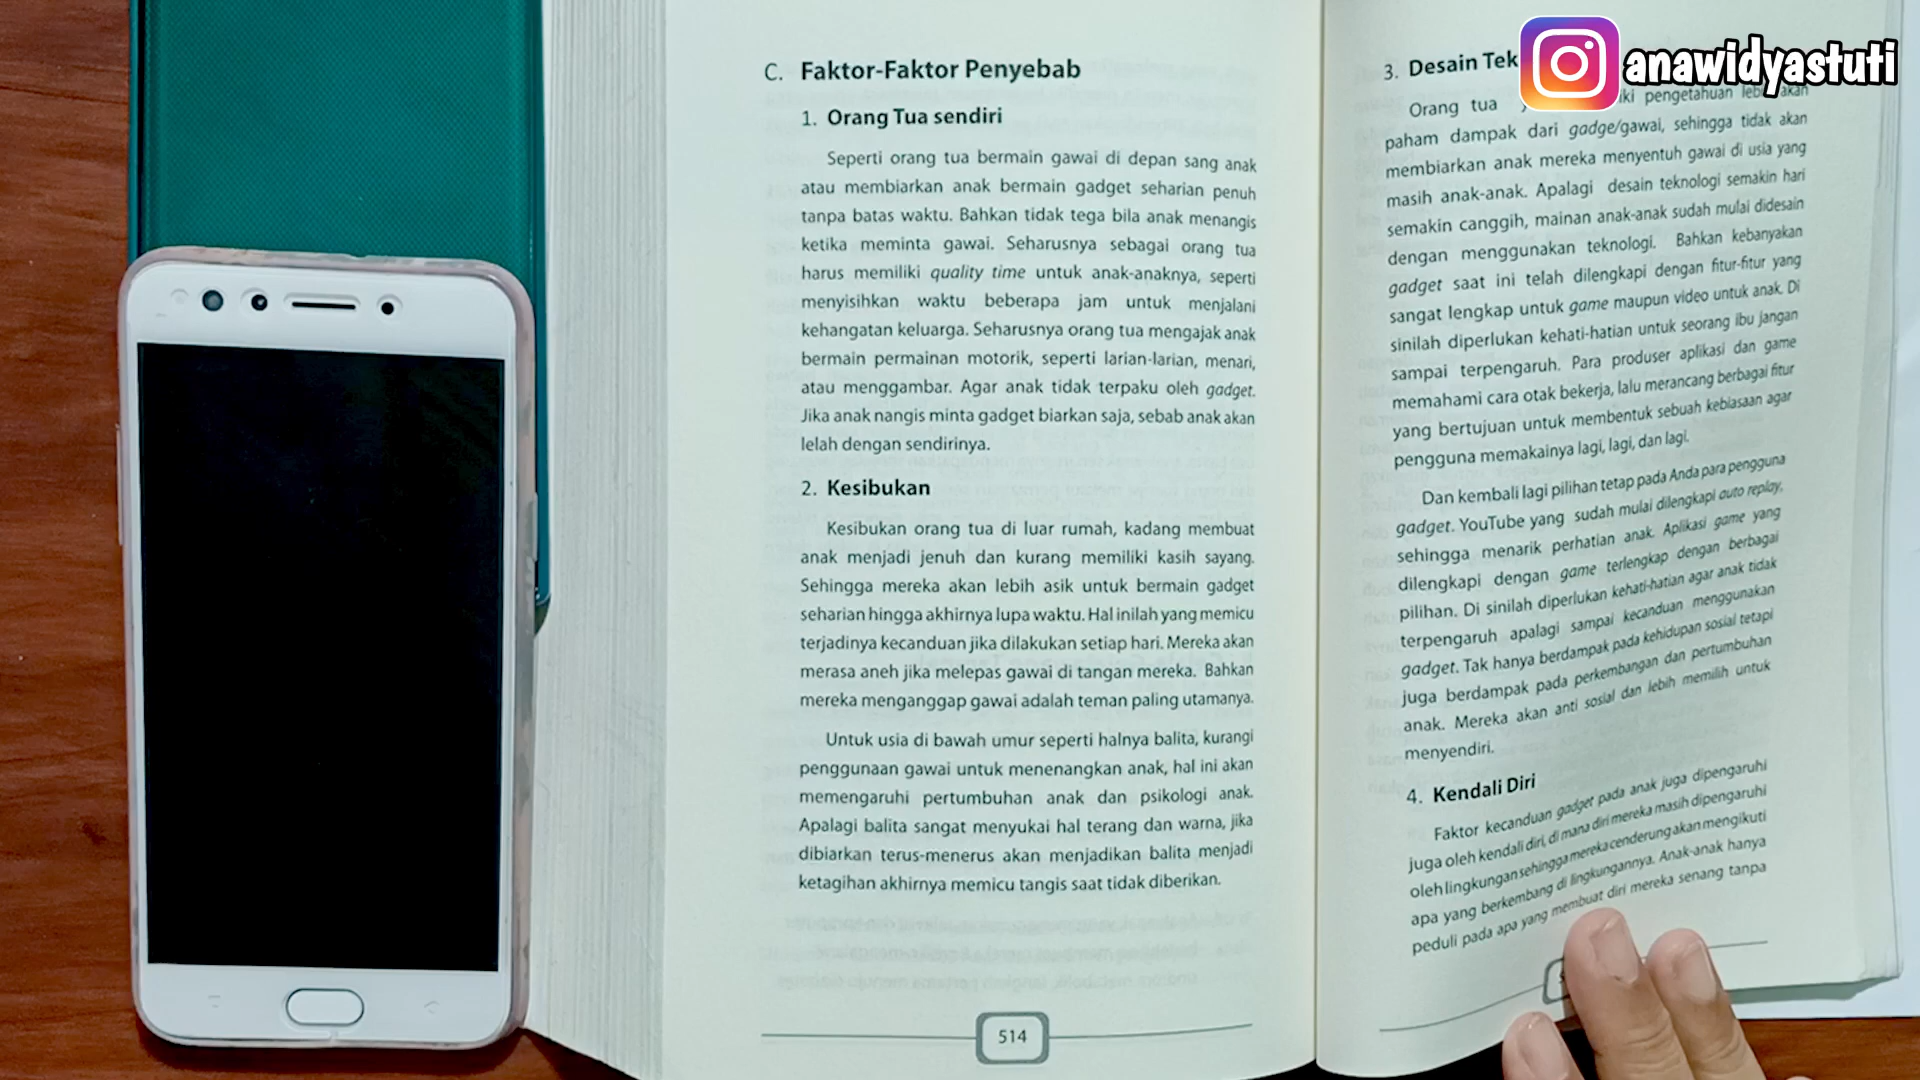 C. Faktor-Faktor Penyebab
1. Orang Tua sendiri
Seperti orang tua bermain gawai di depan sang anak
atau membiarkan anak bermain gadget seharian penuh
tanpa batas waktu. Bahkan tidak tega bila anak menangis
ketika meminta gawai. Seharusnya sebagai orang tua
harus memiliki quality time untuk anak-anaknya, seperti
menyisihkan waktu beberapa jam untuk menjalani
kehangatan keluarga. Seharusnya orang tua mengajak anak
bermain permainan motorik, seperti larian-larian, menari,
atau menggambar. Agar anak tidak terpaku oleh gadget.
Jika anak nangis minta gadget biarkan saja, sebab anak akan
lelah dengan sendirinya.
2. Kesibukan
Kesibukan orang tua di luar rumah, kadang membuat
anak menjadi jenuh dan kurang memiliki kasih sayang.
Sehingga mereka akan lebih asik untuk bermain gadget
seharian hingga akhirnya lupa waktu. Hal inilah yang memicu
terjadinya kecanduan jika dilakukan setiap hari. Mereka akan
merasa aneh jika melepas gawai di tangan mereka. Bahkan
mereka menganggap gawai adalah teman paling utamanya.
Untuk usia di bawah umur seperti halnya balita, kurangi
penggunaan gawai untuk menenangkan anak, hal ini akan
memengaruhi pertumbuhan anak dan psikologi anak.
Apalagi balita sangat menyukai hal terang dan warna, jika
dibiarkan terus-menerus akan menjadikan balita menjadi
ketagihan akhirnya memicu tangis saat tidak diberikan.
514
anawidyastuti
3. Desain Tek
Orang tua pengetahuan lebih akan
paham dampak dari gadge/gawai, sehingga tidak akan
membiarkan anak mereka menyentuh gawai di usia yang
masih anak-anak. Apalagi desain teknologi semakin hari
semakin canggih, mainan anak-anak sudah mulai didesain
dengan menggunakan teknologi. Bahkan kebanyakan
gadget saat ini telah dilengkapi dengan fitur-fitur yang
sangat lengkap untuk game maupun video untuk anak. Di
sinilah diperlukan kehati-hatian untuk seorang ibu jangan
sampai terpengaruh. Para produser aplikasi dan game
memahami cara otak bekerja, lalu merancang berbagai fitur
yang bertujuan untuk membentuk sebuah kebiasaan agar
pengguna memakainya lagi, lagi, dan lagi.
Dan kembali lagi pilihan tetap pada Anda para pengguna
gadget. YouTube yang sudah mulai dilengkapi auto replay,
sehingga menarik perhatian anak. Aplikasi game yang
dilengkapi dengan game terlengkap dengan berbagai
pilihan. Di sinilah diperlukan kehati-hatian agar anak tidak
terpengaruh apalagi sampai kecanduan menggunakan
gadget. Tak hanya berdampak pada kehidupan sosial tetapi
juga berdampak pada perkembangan dan pertumbuhan
anak. Mereka akan anti sosial dan lebih memilih untuk
menyendiri.
4. Kendali Diri
Faktor kecanduan gadget pada anak juga dipengaruhi
juga oleh kendali diri, di mana diri mereka masih dipengaruhi
oleh lingkungan sehingga mereka cenderung akan mengikuti
apa yang berkembang di lingkungannya. Anak-anak hanya
peduli pada apa yang membuat diri mereka senang tanpa